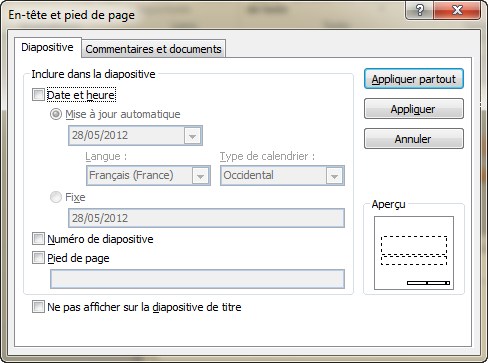 En-tête et pied de page
Diapositive
Commentaires et documents
Inclure dans la diapositive
Date et heure
Mise à jour automatique
28/05/2012
Langue :
Type de calendrier :
Français (France)
Occidental
Fixe
28/05/2012
Numéro de diapositive
Pied de page
Ne pas afficher sur la diapositive de titre
Appliquer partout
Appliquer
Annuler
Aperçu